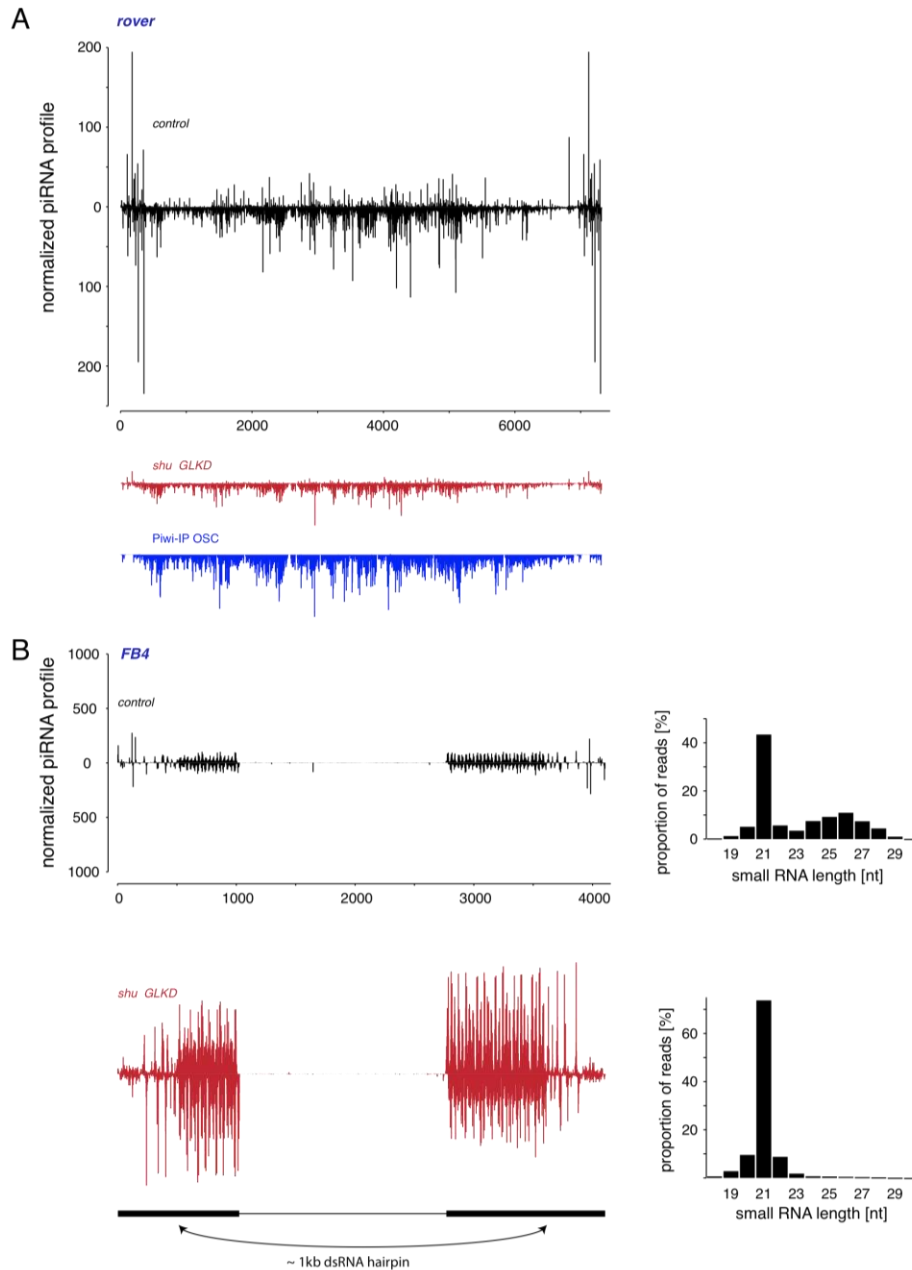 A
rover
200
100
0
100
200
normalized piRNA profile
control
0 2000 4000 6000
shu GLKD
Piwi-IP OSC
B
FB4
1000
500
0
500
1000
normalized piRNA profile
control
0 1000 2000 3000 4000
40
20
0
proportion of reads [%]
19 21 23 25 27 29
small RNA length [nt]
shu GLKD
60
40
20
proportion of reads [%]
19 21 23 25 27 29
small RNA length [nt]
~ 1kb dsRNA hairpin